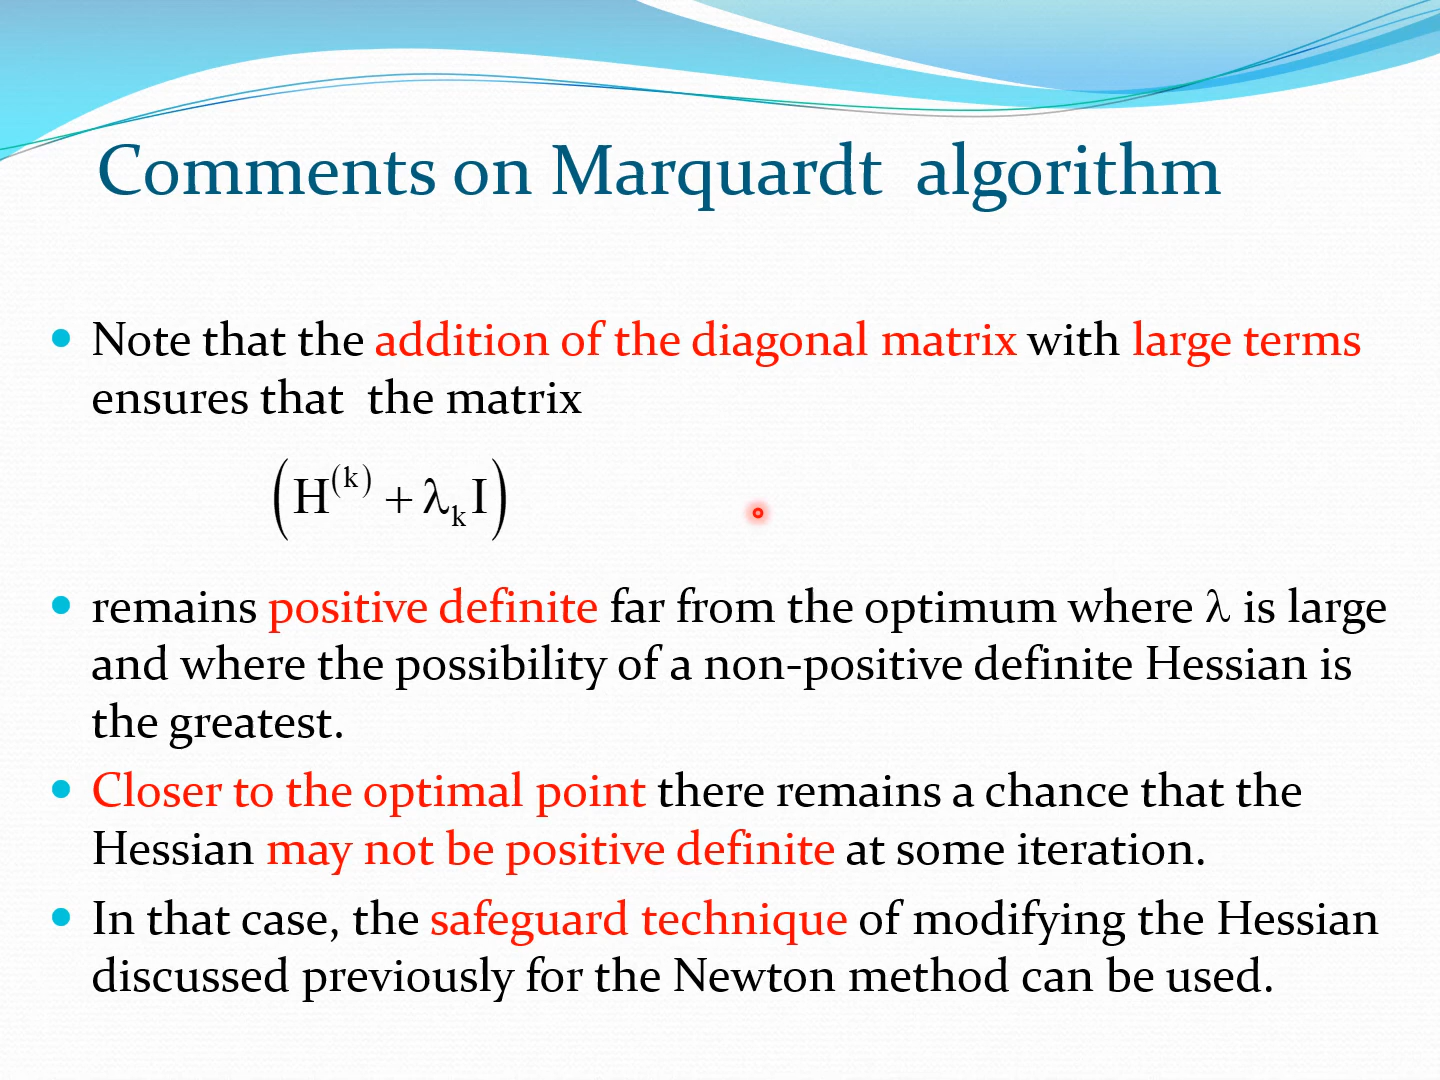 Comments on Marquardt algorithm
• Note that the addition of the diagonal matrix with large terms
ensures that the matrix
(H^(k) + λ_k I)
• remains positive definite far from the optimum where λ is large
and where the possibility of a non-positive definite Hessian is
the greatest.
• Closer to the optimal point there remains a chance that the
Hessian may not be positive definite at some iteration.
• In that case, the safeguard technique of modifying the Hessian
discussed previously for the Newton method can be used.